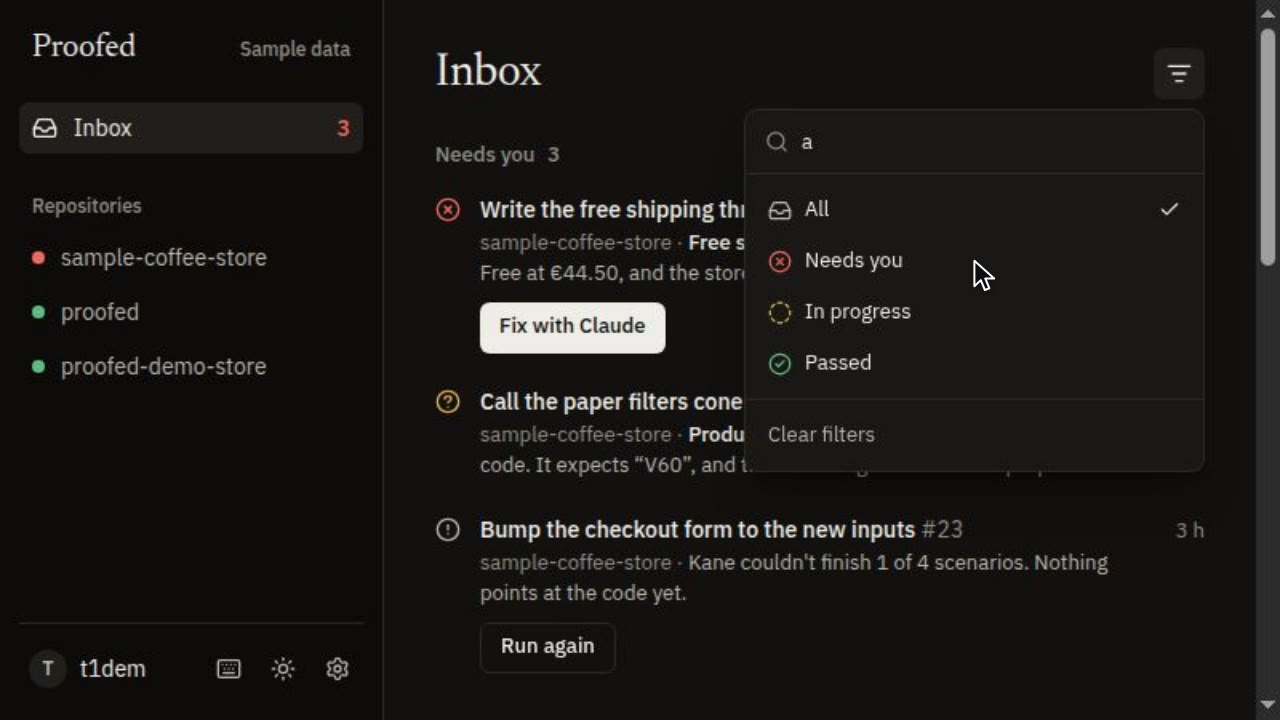 Proofed
Sample data
Inbox
3
Repositories
sample-coffee-store
proofed
proofed-demo-store
T
t1dem
Inbox
Needs you 3
Write the free shipping
sample-coffee-store · Free
Free at €44.50, and the
Fix with Claude
Call the paper filters cone
sample-coffee-store ·
code. It expects “V60”, and
Bump the checkout form to the new inputs #23
3 h
sample-coffee-store · Kane couldn't finish 1 of 4 scenarios. Nothing
points at the code yet.
Run again
a
All
Needs you
In progress
Passed
Clear filters